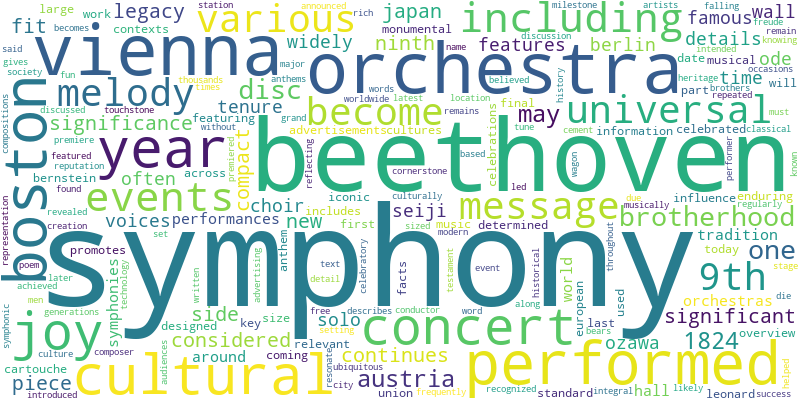 large
work
contexts
legacy
station
announced
rich
various
major
anthems
japan
monumental
including
milestone
artists
becomes
freude
remain
knowing
falling
famous
wall
fit
said
gives
society
vienna
fun
thousands
times
widely
ninth
features
berlin
discussion
intended
details
ode
compositions
discussed
premiere
melody
disc
orchestra
name
believed
history
date
musical
time
heritage
occasions
touchstone
words
worldwide
latest
location
part
brothers
will
boston
significance
tenure
become
may
universal
without
featuring
final
remains
grand
tune
cement
repeated
featured
reputation
year
compact
advertisements
cultures
information
celebrated
classical
must
reflecting
across
premiered
celebrations
based
wagon
performer
known
bernstein
often
beethoven
cornerstone
iconic
influence
enduring
due
regularly
representation
found
revealed
creation
events
choir
includes
led
culturally
message
brotherhood
voices
performances
new
seiji
music
determined
tradition
poem
set
promotes
first
sized
modern
musically
one
today
stage
later
achieved
symphony
anthem
text
celebratory
facts
testament
event
historical
throughout
world
9th
orchestras
die
men
generations
symphonic
joy
symphonies
technology
written
designed
side
advertising
detail
free
describes
conductor
along
european
used
significant
overview
culture
considered
key
size
solo
concert
word
last
bears
1824
audiences
around
relevant
setting
resonate
continues
ozawa
cartouche
composer
cultural
coming
ubiquitous
performed
recognized
hall
likely
leonard
helped
piece
introduced
austria
city
union
frequently
standard
integral
success